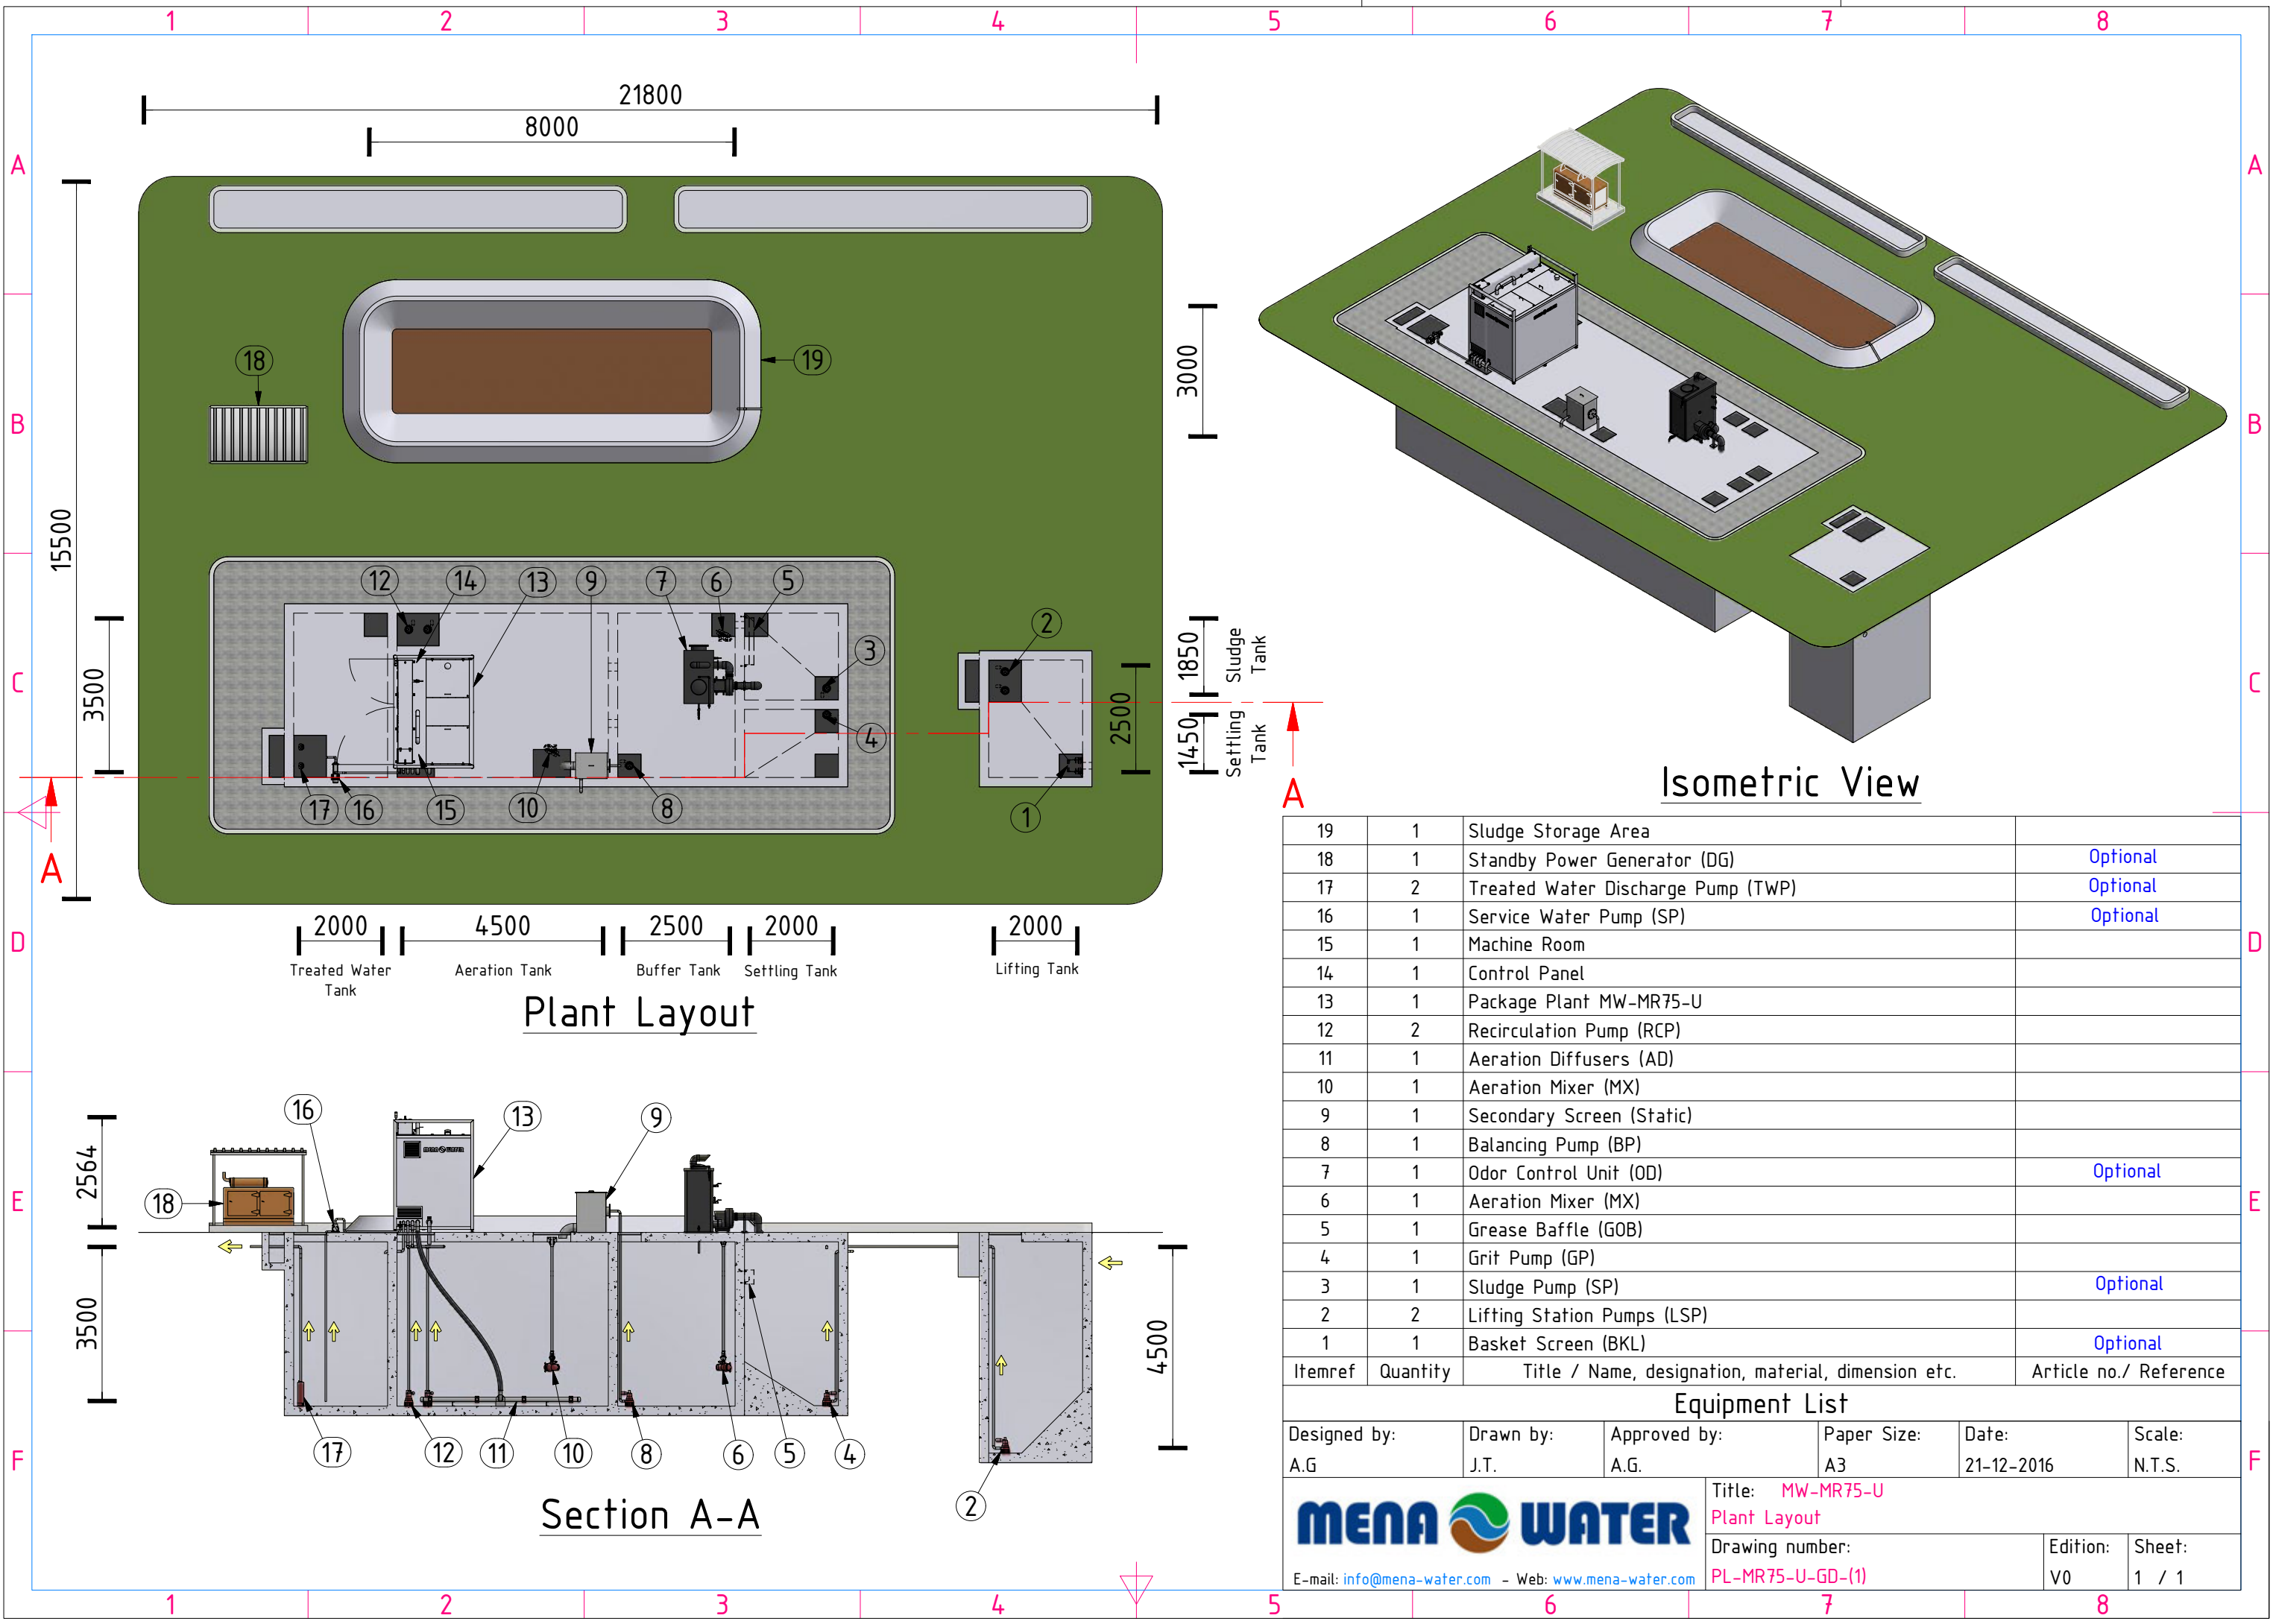 1 2 3 4 5 6 7 8
A
B
C
D
E
F
A
B
C
D
E
F
21800
8000
15500
3500
3000
18
19
12 14 13 9 7 6 5
3
4
2
1
17 16 15 10 8
1850
Sludge
Tank
2500
1450
Settling
Tank
A
A
2000 4500 2500 2000 2000
Treated Water
Tank
Aeration Tank
Buffer Tank
Settling Tank
Lifting Tank
Plant Layout
Isometric View
2564
3500
4500
16 13 9
18
MENA WATER
17 12 11 10 8 6 5 4
2
Section A-A
19 1 Sludge Storage Area
18 1 Standby Power Generator (DG) Optional
17 2 Treated Water Discharge Pump (TWP) Optional
16 1 Service Water Pump (SP) Optional
15 1 Machine Room
14 1 Control Panel
13 1 Package Plant MW-MR75-U
12 2 Recirculation Pump (RCP)
11 1 Aeration Diffusers (AD)
10 1 Aeration Mixer (MX)
9 1 Secondary Screen (Static)
8 1 Balancing Pump (BP)
7 1 Odor Control Unit (OD) Optional
6 1 Aeration Mixer (MX)
5 1 Grease Baffle (GOB)
4 1 Grit Pump (GP)
3 1 Sludge Pump (SP) Optional
2 2 Lifting Station Pumps (LSP)
1 1 Basket Screen (BKL) Optional
Itemref Quantity Title / Name, designation, material, dimension etc. Article no./ Reference
Equipment List
Designed by: Drawn by: Approved by: Paper Size: Date: Scale:
A.G J.T. A.G. A3 21-12-2016 N.T.S.
MENA WATER
E-mail: info@mena-water.com - Web: www.mena-water.com
Title: MW-MR75-U
Plant Layout
Drawing number: Edition: Sheet:
PL-MR75-U-GD-(1) V0 1 / 1
1 2 3 4 5 6 7 8